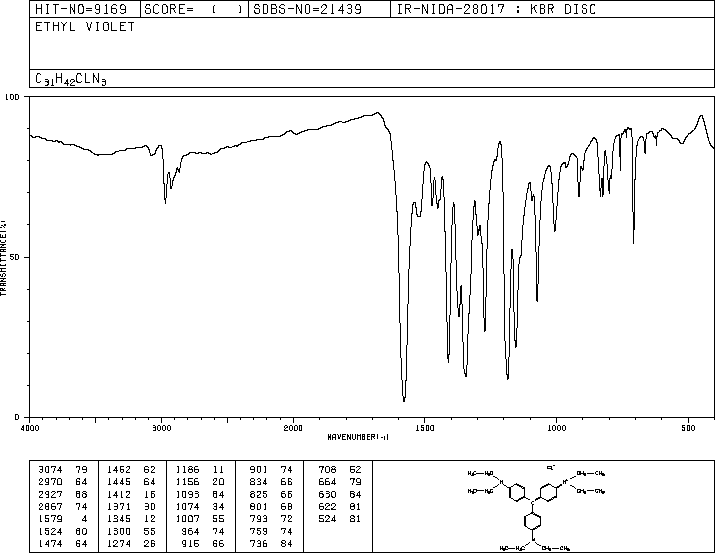 HIT-NO=9169 SCORE= ( ) SDBS-NO=21439 IR-NIDA-28017 : KBR DISC
ETHYL VIOLET
C31H42CLN3
100
50
0
TRANSMITTANCE(%)
4000 3000 2000 1500 1000 500
WAVENUMBER(-1)
3074 79 1462 62 1186 11 901 74 708 52
2970 64 1445 64 1156 20 834 66 664 79
2927 68 1412 16 1093 64 825 66 630 84
2867 74 1371 30 1074 34 801 68 622 81
1579 4 1345 12 1007 55 793 72 524 81
1524 60 1300 55 964 74 759 74
1474 64 1274 26 916 66 736 84